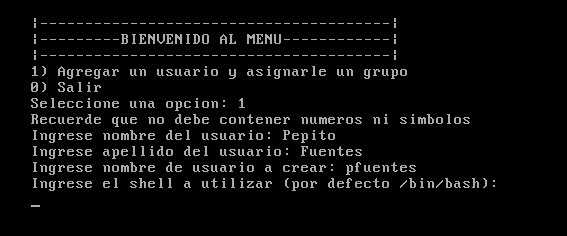 |---------------------------------------|
|---------BIENVENIDO AL MENU------------|
|---------------------------------------|
1) Agregar un usuario y asignarle un grupo
0) Salir
Seleccione una opcion: 1
Recuerde que no debe contener numeros ni simbolos
Ingrese nombre del usuario: Pepito
Ingrese apellido del usuario: Fuentes
Ingrese nombre de usuario a crear: pfuentes
Ingrese el shell a utilizar (por defecto /bin/bash):
_